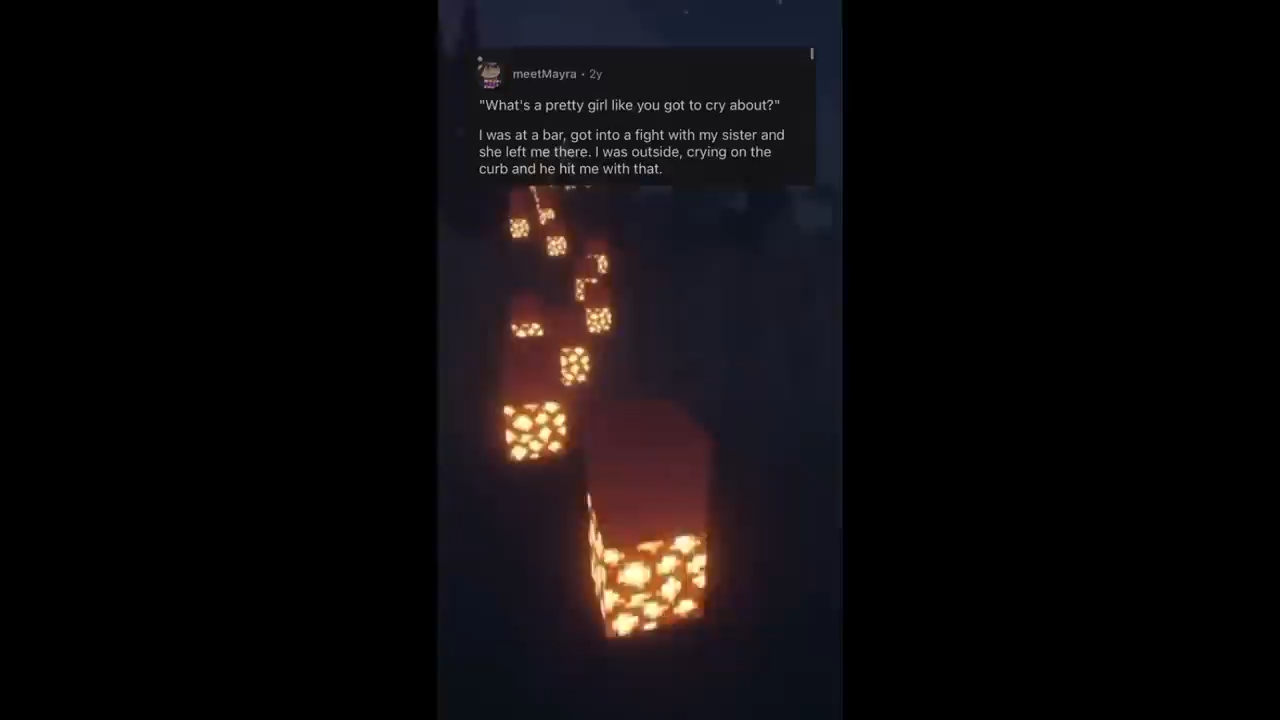 meetMayra · 2y
"What's a pretty girl like you got to cry about?"
I was at a bar, got into a fight with my sister and
she left me there. I was outside, crying on the
curb and he hit me with that.